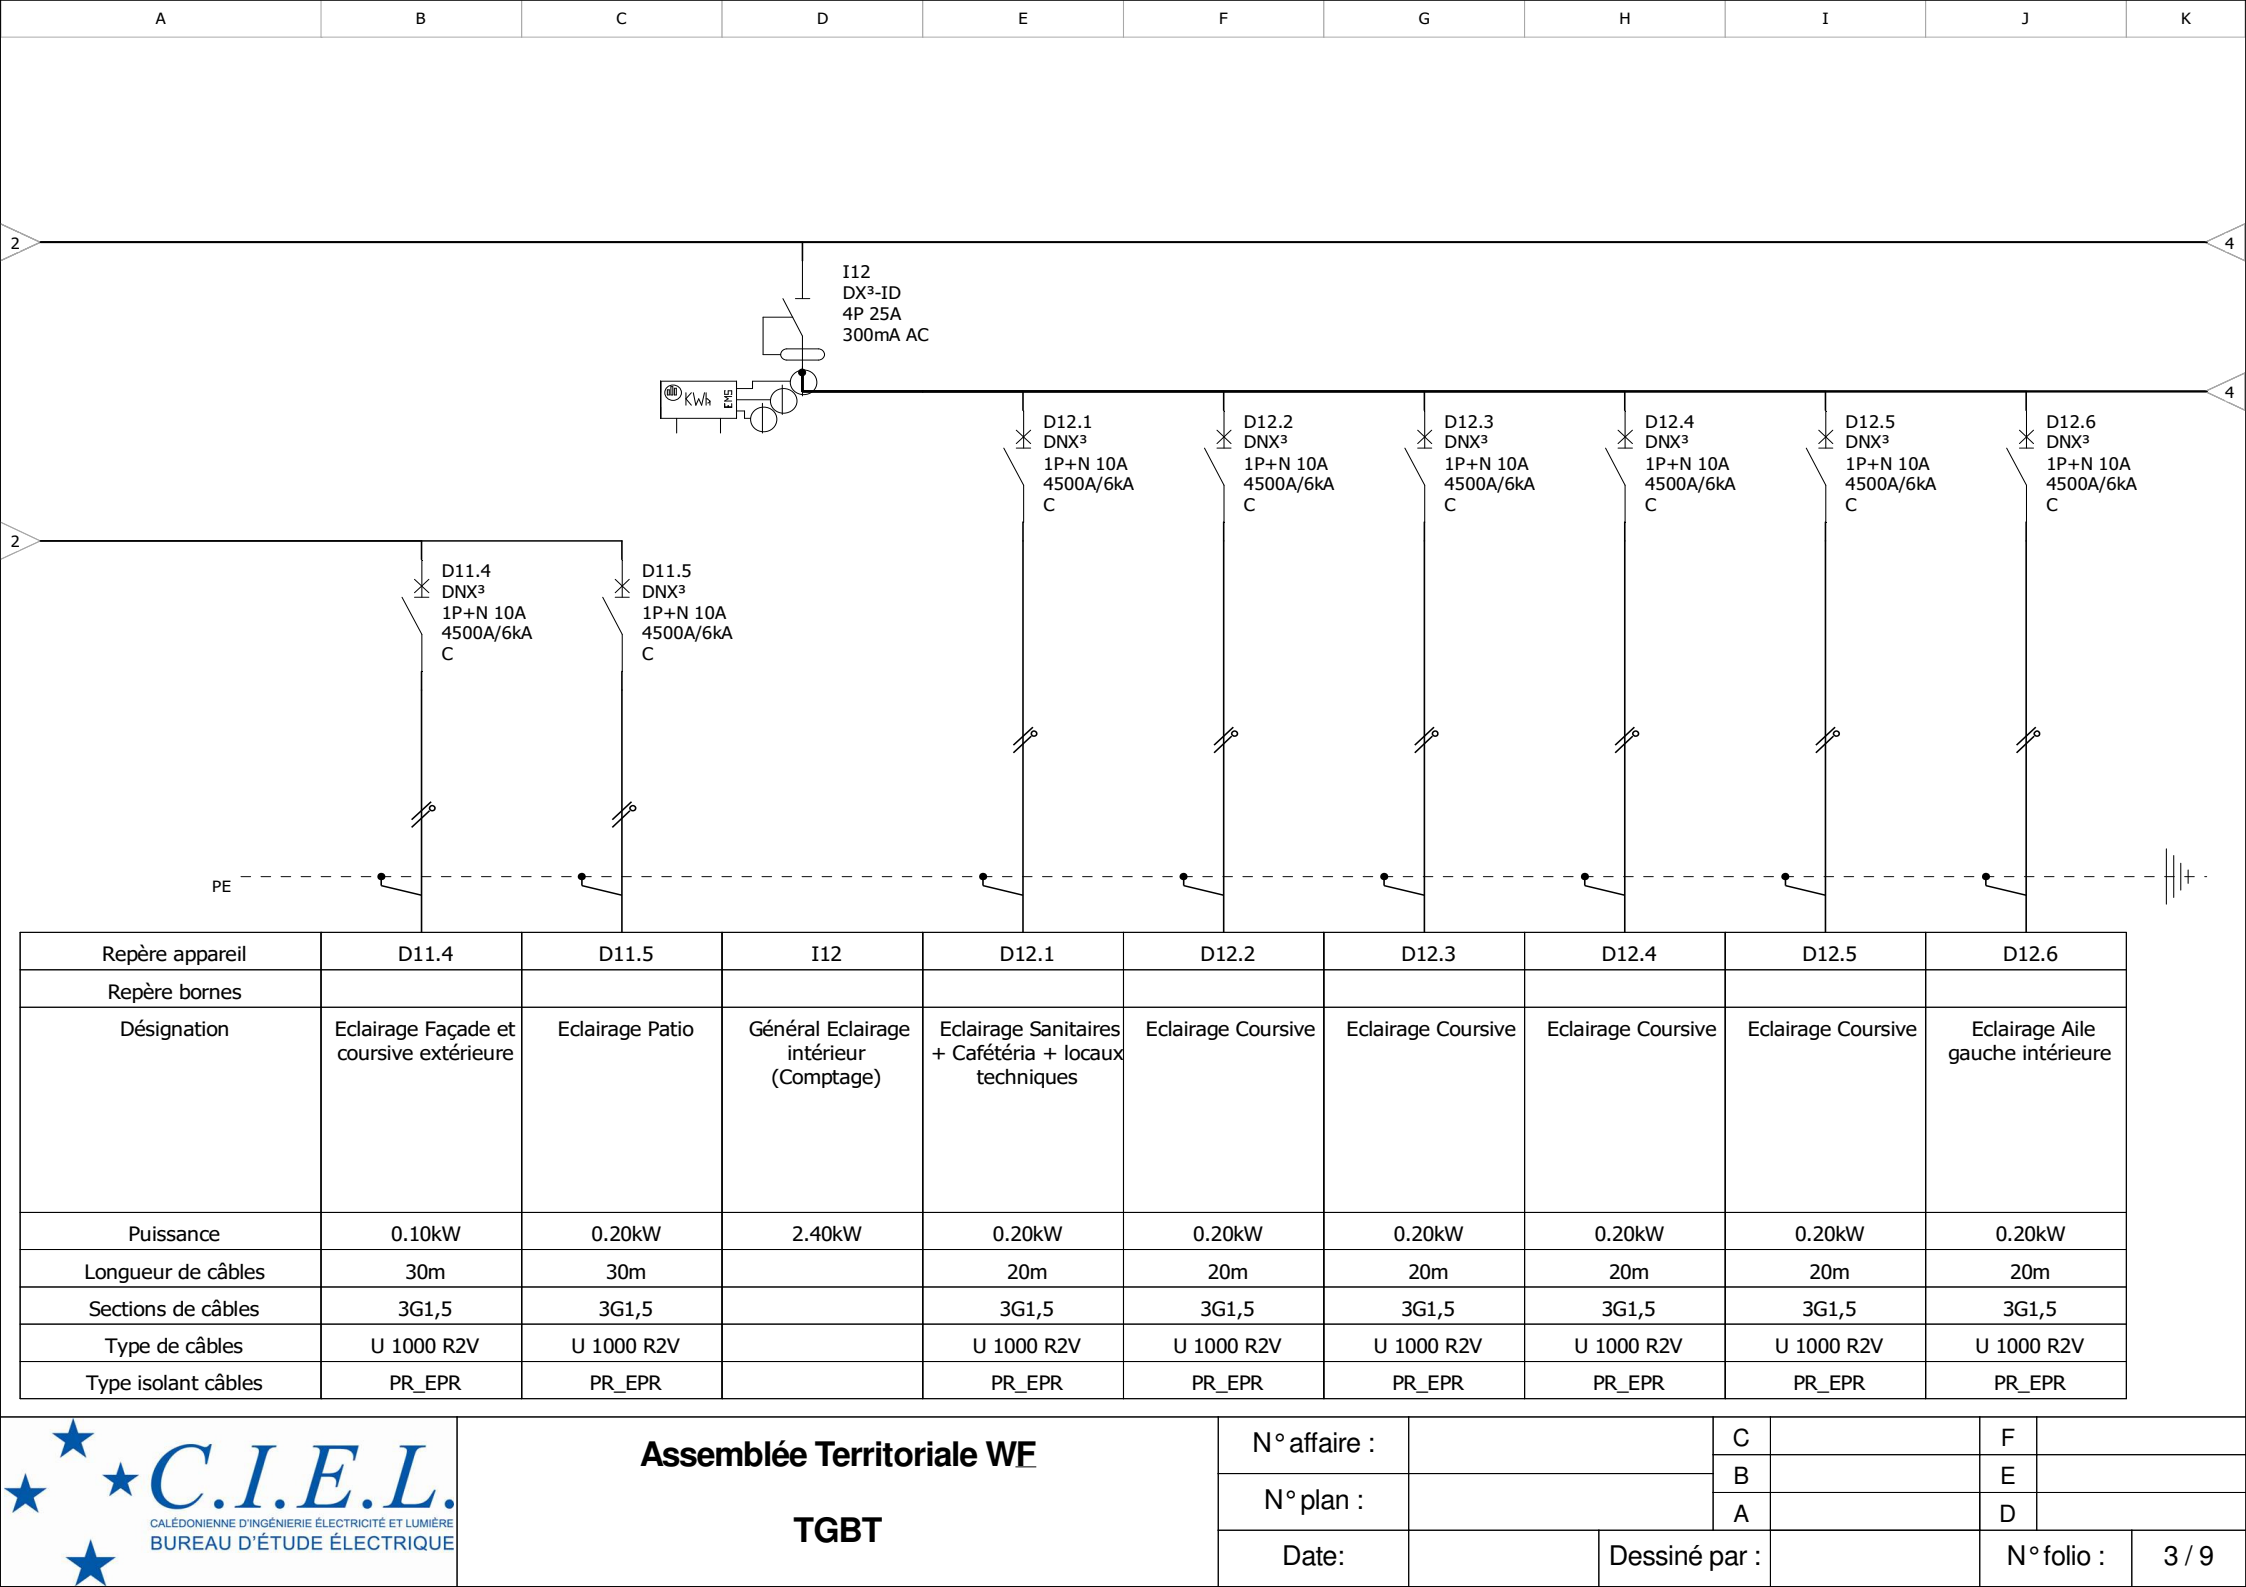 A B C D E F G H I J K
2 4
I12
DX³-ID
4P 25A
300mA AC
KWh EMS
4
D12.1 D12.2 D12.3 D12.4 D12.5 D12.6
DNX³ DNX³ DNX³ DNX³ DNX³ DNX³
1P+N 10A 1P+N 10A 1P+N 10A 1P+N 10A 1P+N 10A 1P+N 10A
4500A/6kA 4500A/6kA 4500A/6kA 4500A/6kA 4500A/6kA 4500A/6kA
C C C C C C
2
D11.4 D11.5
DNX³ DNX³
1P+N 10A 1P+N 10A
4500A/6kA 4500A/6kA
C C
PE
Repère appareil D11.4 D11.5 I12 D12.1 D12.2 D12.3 D12.4 D12.5 D12.6
Repère bornes
Désignation Eclairage Façade et Eclairage Patio Général Eclairage Eclairage Sanitaires Eclairage Coursive Eclairage Coursive Eclairage Coursive Eclairage Coursive Eclairage Aile
coursive extérieure intérieur + Cafétéria + locaux gauche intérieure
(Comptage) techniques
Puissance 0.10kW 0.20kW 2.40kW 0.20kW 0.20kW 0.20kW 0.20kW 0.20kW 0.20kW
Longueur de câbles 30m 30m 20m 20m 20m 20m 20m 20m
Sections de câbles 3G1,5 3G1,5 3G1,5 3G1,5 3G1,5 3G1,5 3G1,5 3G1,5
Type de câbles U 1000 R2V U 1000 R2V U 1000 R2V U 1000 R2V U 1000 R2V U 1000 R2V U 1000 R2V U 1000 R2V
Type isolant câbles PR_EPR PR_EPR PR_EPR PR_EPR PR_EPR PR_EPR PR_EPR PR_EPR
C.I.E.L.
CALÉDONIENNE D'INGÉNIERIE ÉLECTRICITÉ ET LUMIÈRE
BUREAU D'ÉTUDE ÉLECTRIQUE
Assemblée Territoriale WF
TGBT
N° affaire : C F
B E
N° plan :
A D
Date: Dessiné par : N° folio : 3 / 9